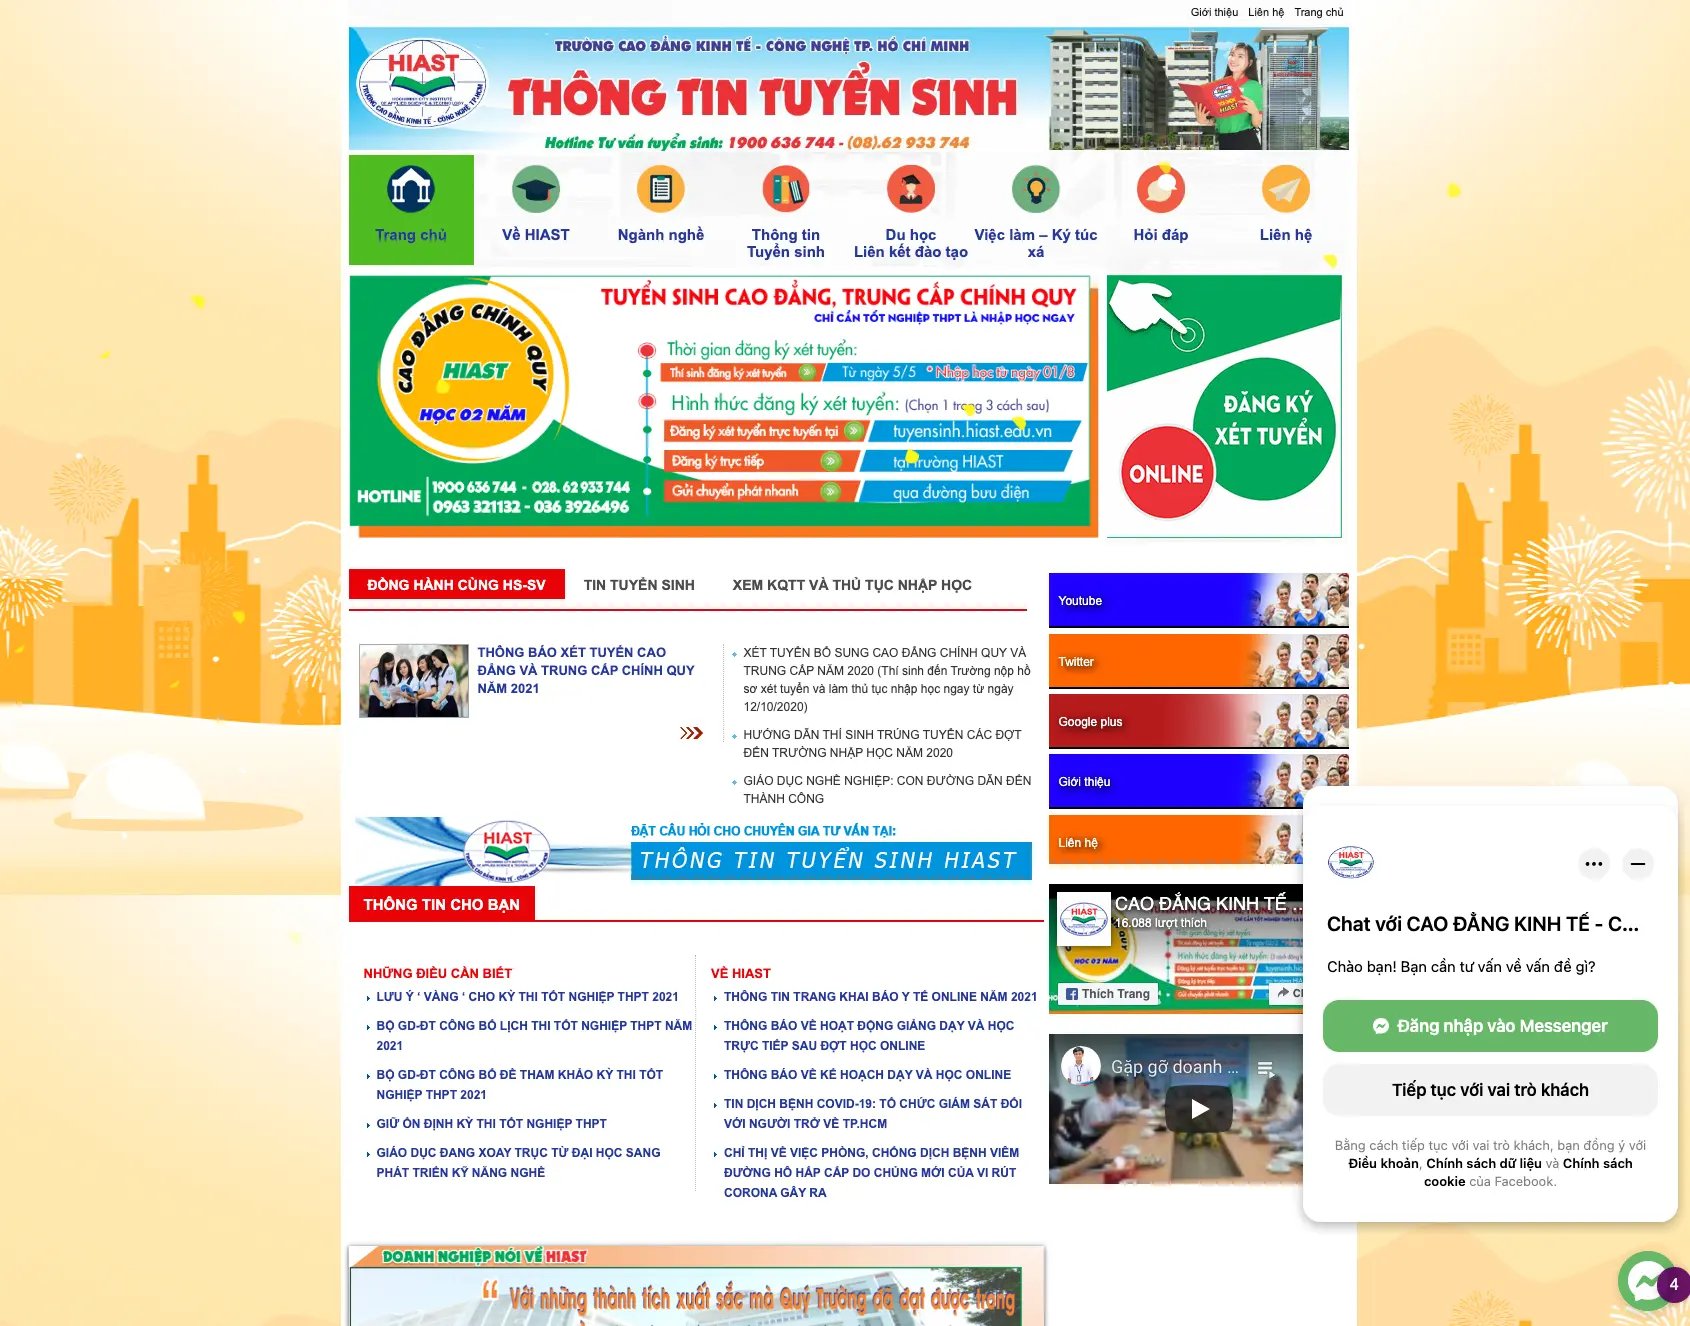 Giới thiệu Liên hệ Trang chủ
HIAST
HOCHIMINH CITY INSTITUTE
OF APPLIED SCIENCE & TECHNOLOGY
TRƯỜNG CAO ĐẲNG KINH TẾ - CÔNG NGHỆ TP.HCM
TRƯỜNG CAO ĐẲNG KINH TẾ - CÔNG NGHỆ TP. HỒ CHÍ MINH
THÔNG TIN TUYỂN SINH
Hotline Tư vấn tuyển sinh: 1900 636 744 - (08).62 933 744
Trang chủ
Về HIAST
Ngành nghề
Thông tin
Tuyển sinh
Du học
Liên kết đào tạo
Việc làm – Ký túc
xá
Hỏi đáp
Liên hệ
CAO ĐẲNG CHÍNH QUY
HIAST
HỌC 02 NĂM
HOTLINE
1900 636 744 - 028. 62 933 744
0963 321132 - 036 3926496
TUYỂN SINH CAO ĐẲNG, TRUNG CẤP CHÍNH QUY
CHỈ CẦN TỐT NGHIỆP THPT LÀ NHẬP HỌC NGAY
Thời gian đăng ký xét tuyển:
Thí sinh đăng ký xét tuyển Từ ngày 5/5 * Nhập học từ ngày 01/8
Hình thức đăng ký xét tuyển: (Chọn 1 trong 3 cách sau)
Đăng ký xét tuyển trực tuyến tại tuyensinh.hiast.edu.vn
Đăng ký trực tiếp tại trường HIAST
Gửi chuyển phát nhanh qua đường bưu điện
ĐĂNG KÝ
XÉT TUYỂN
ONLINE
ĐỒNG HÀNH CÙNG HS-SV TIN TUYỂN SINH XEM KQTT VÀ THỦ TỤC NHẬP HỌC
THÔNG BÁO XÉT TUYỂN CAO
ĐẲNG VÀ TRUNG CẤP CHÍNH QUY
NĂM 2021
XÉT TUYỂN BỔ SUNG CAO ĐẲNG CHÍNH QUY VÀ
TRUNG CẤP NĂM 2020 (Thí sinh đến Trường nộp hồ
sơ xét tuyển và làm thủ tục nhập học ngay từ ngày
12/10/2020)
HƯỚNG DẪN THÍ SINH TRÚNG TUYỂN CÁC ĐỢT
ĐẾN TRƯỜNG NHẬP HỌC NĂM 2020
GIÁO DỤC NGHỀ NGHIỆP: CON ĐƯỜNG DẪN ĐẾN
THÀNH CÔNG
HIAST
ĐẶT CÂU HỎI CHO CHUYÊN GIA TƯ VẤN TẠI:
THÔNG TIN TUYỂN SINH HIAST
THÔNG TIN CHO BẠN
NHỮNG ĐIỀU CẦN BIẾT
LƯU Ý ‘ VÀNG ‘ CHO KỲ THI TỐT NGHIỆP THPT 2021
BỘ GD-ĐT CÔNG BỐ LỊCH THI TỐT NGHIỆP THPT NĂM
2021
BỘ GD-ĐT CÔNG BỐ ĐỀ THAM KHẢO KỲ THI TỐT
NGHIỆP THPT 2021
GIỮ ỔN ĐỊNH KỲ THI TỐT NGHIỆP THPT
GIÁO DỤC ĐANG XOAY TRỤC TỪ ĐẠI HỌC SANG
PHÁT TRIỂN KỸ NĂNG NGHỀ
VỀ HIAST
THÔNG TIN TRANG KHAI BÁO Y TẾ ONLINE NĂM 2021
THÔNG BÁO VỀ HOẠT ĐỘNG GIẢNG DẠY VÀ HỌC
TRỰC TIẾP SAU ĐỢT HỌC ONLINE
THÔNG BÁO VỀ KẾ HOẠCH DẠY VÀ HỌC ONLINE
TIN DỊCH BỆNH COVID-19: TỔ CHỨC GIÁM SÁT ĐỐI
VỚI NGƯỜI TRỞ VỀ TP.HCM
CHỈ THỊ VỀ VIỆC PHÒNG, CHỐNG DỊCH BỆNH VIÊM
ĐƯỜNG HÔ HẤP CẤP DO CHỦNG MỚI CỦA VI RÚT
CORONA GÂY RA
Youtube
Twitter
Google plus
Giới thiệu
Liên hệ
HIAST
CAO ĐẲNG KINH TẾ ...
16.088 lượt thích
HỌC 02 NĂM
Thích Trang
Gặp gỡ doanh ...
HIAST
Chat với CAO ĐẲNG KINH TẾ - C...
Chào bạn! Bạn cần tư vấn về vấn đề gì?
Đăng nhập vào Messenger
Tiếp tục với vai trò khách
Bằng cách tiếp tục với vai trò khách, bạn đồng ý với
Điều khoản, Chính sách dữ liệu và Chính sách
cookie của Facebook.
4
DOANH NGHIỆP NÓI VỀ HIAST
“ Với những thành tích xuất sắc mà Quý Trường đã đạt được trong